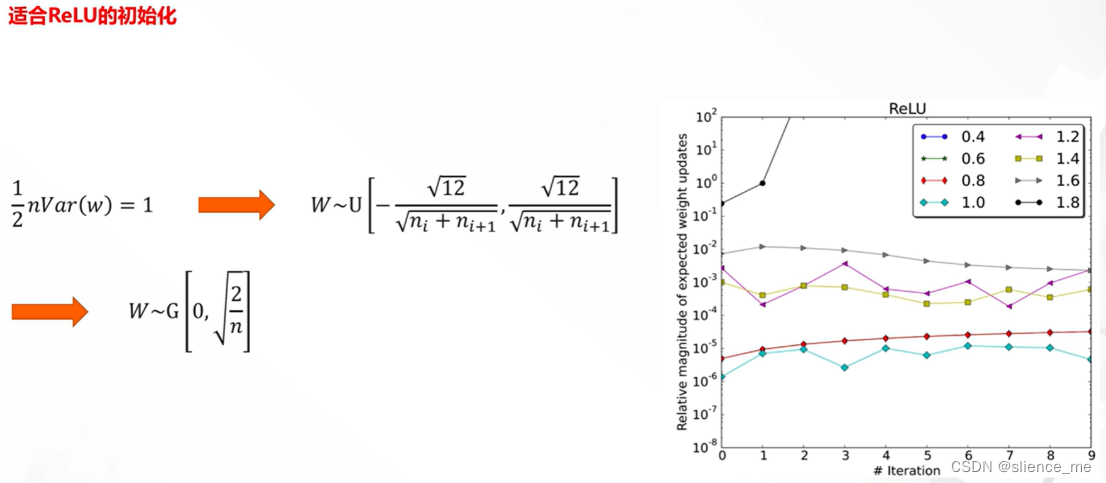 适合ReLU的初始化
$\frac{1}{2}nVar(w) = 1$
$W \sim U\left[-\frac{\sqrt{12}}{\sqrt{n_i + n_{i+1}}}, \frac{\sqrt{12}}{\sqrt{n_i + n_{i+1}}}\right]$
$W \sim G\left[0, \sqrt{\frac{2}{n}}\right]$
ReLU
Relative magnitude of expected weight updates
10^2
10^1
10^0
10^-1
10^-2
10^-3
10^-4
10^-5
10^-6
10^-7
10^-8
0.4 1.2
0.6 1.4
0.8 1.6
1.0 1.8
0 1 2 3 4 5 6 7 8 9
# Iteration
CSDN @slience_me